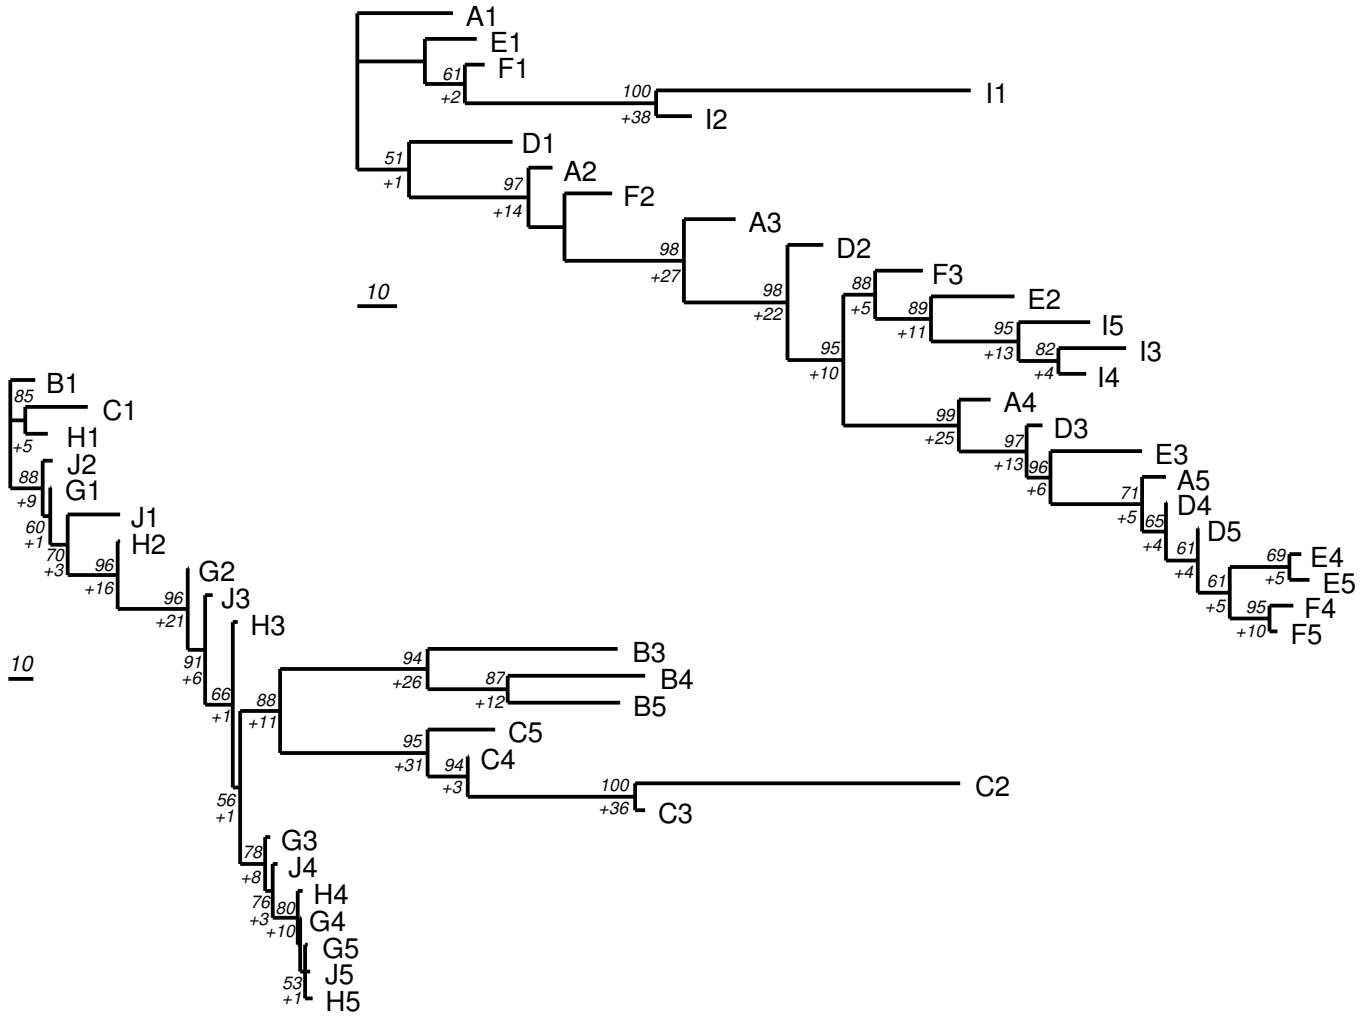 A1
E1
61 F1
+2
100 I1
+38 I2
51 D1
+1
97 A2
+14 F2
98 A3
+27
98 D2
+22
88 F3
+5
89 E2
+11
95 I5
+13
82 I3
+4 I4
95
+10
99 A4
+25
97 D3
+13
96 E3
+6
71 A5
+5
65 D4
+4
61 D5
+4
61
+5
69 E4
+5 E5
95 F4
+10 F5
10
B1
85
C1
+5 H1
88 J2
+9 G1
60
+1
70 J1
+3
96 H2
+16
96 G2
+21
91 J3
+6
66 H3
+1
88
+11
94 B3
+26
87 B4
+12 B5
95 C5
+31
94 C4
+3
100 C2
+36 C3
56
+1
78 G3
+8
76 J4
+3
80 H4
+10 G4
G5
J5
53
+1 H5
10